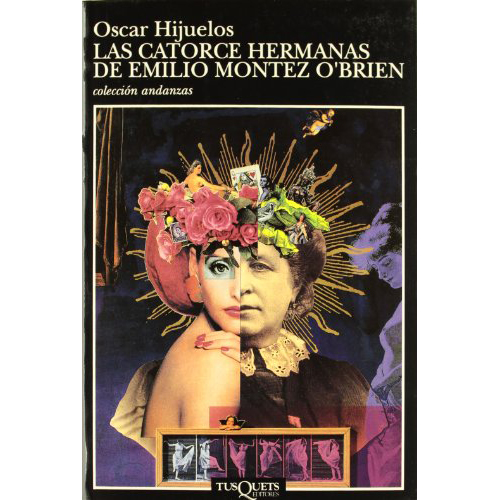 Oscar Hijuelos
LAS CATORCE HERMANAS
DE EMILIO MONTEZ O'BRIEN
colección andanzas
TUSQUETS
EDITORES